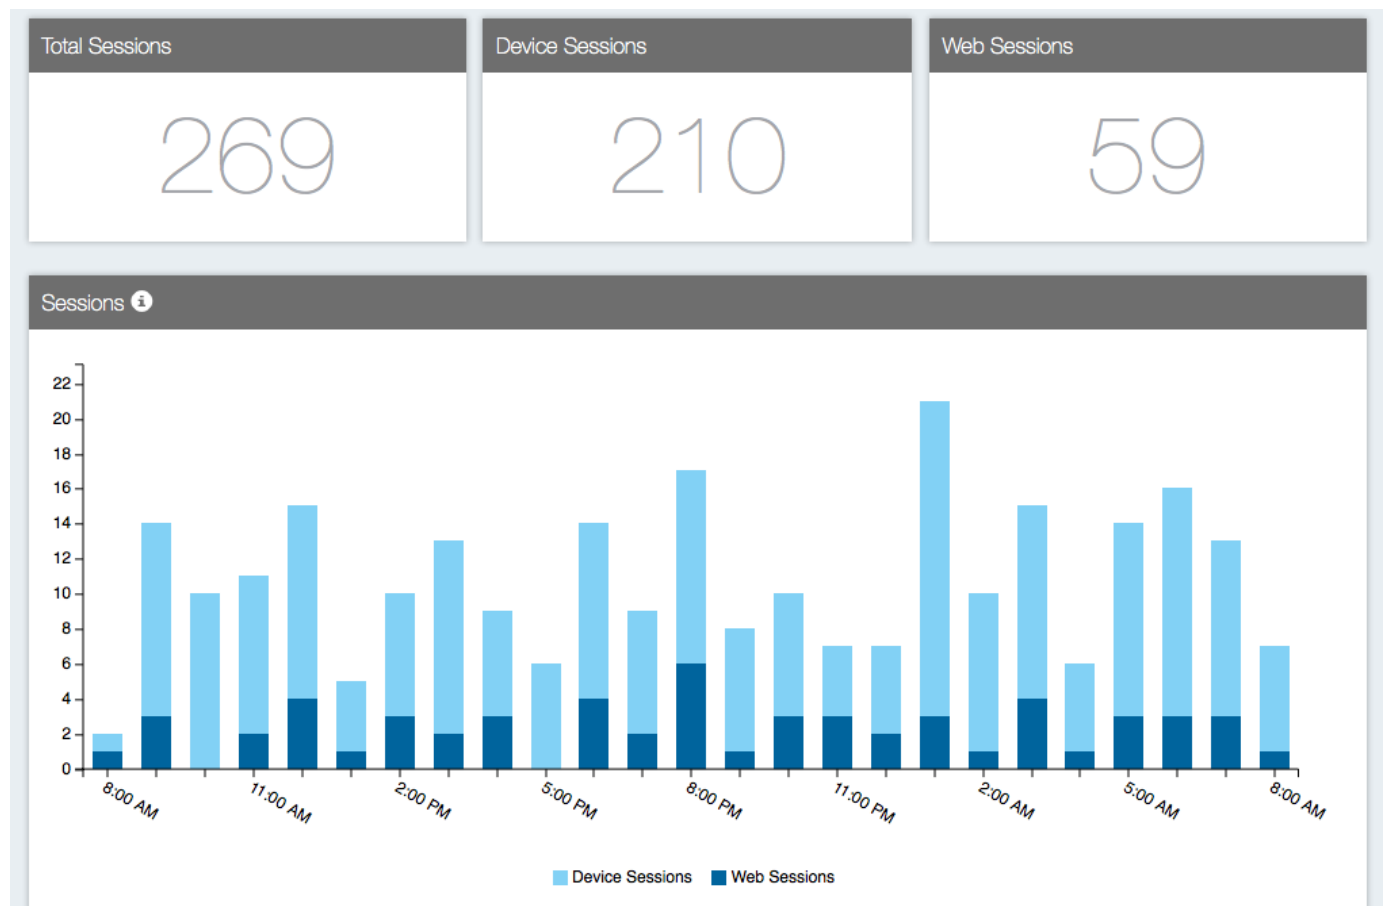 Total Sessions
Device Sessions
Web Sessions
269
210
59
Sessions
22
20
18
16
14
12
10
8
6
4
2
0
8:00 AM
11:00 AM
2:00 PM
5:00 PM
8:00 PM
11:00 PM
2:00 AM
5:00 AM
8:00 AM
Device Sessions
Web Sessions